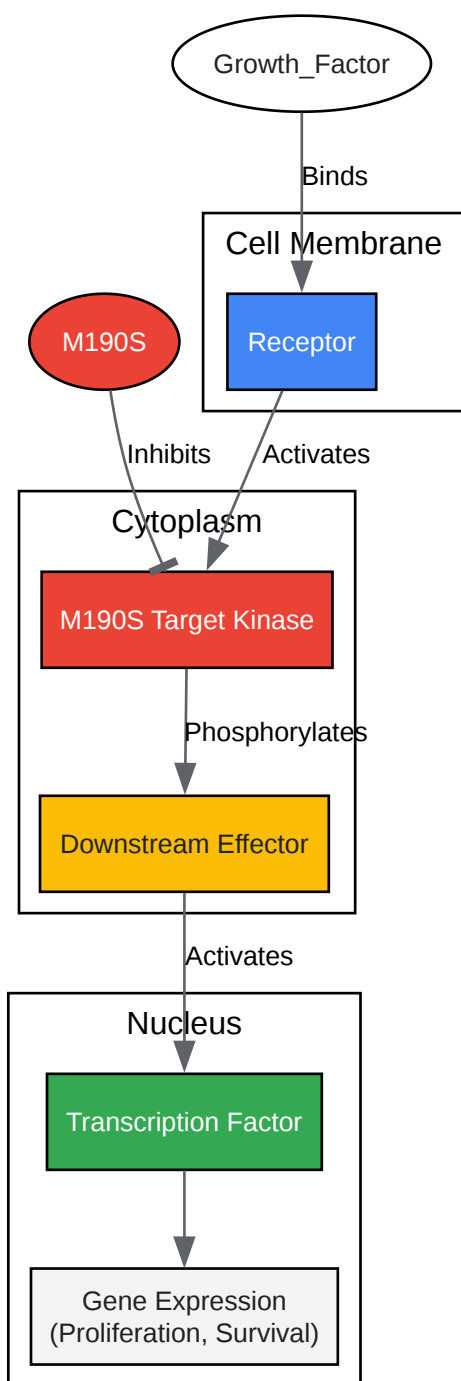 Growth_Factor
Binds
Cell Membrane
M190S
Receptor
Inhibits
Activates
Cytoplasm
M190S Target Kinase
Phosphorylates
Downstream Effector
Activates
Nucleus
Transcription Factor
Gene Expression
(Proliferation, Survival)